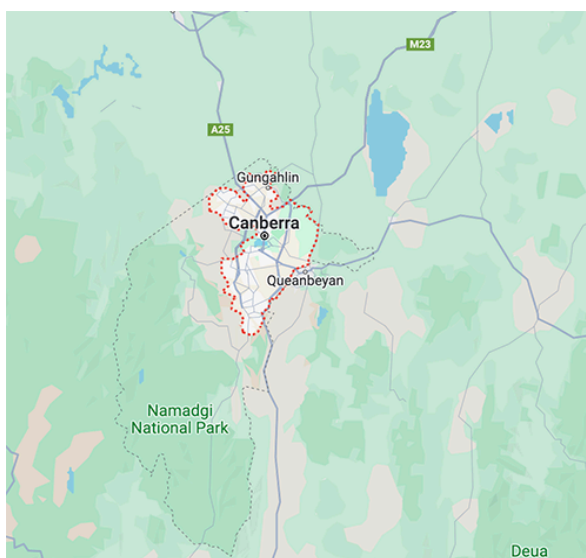 M23
A25
Gungahlin
Canberra
Queanbeyan
Namadgi
National Park
Deua